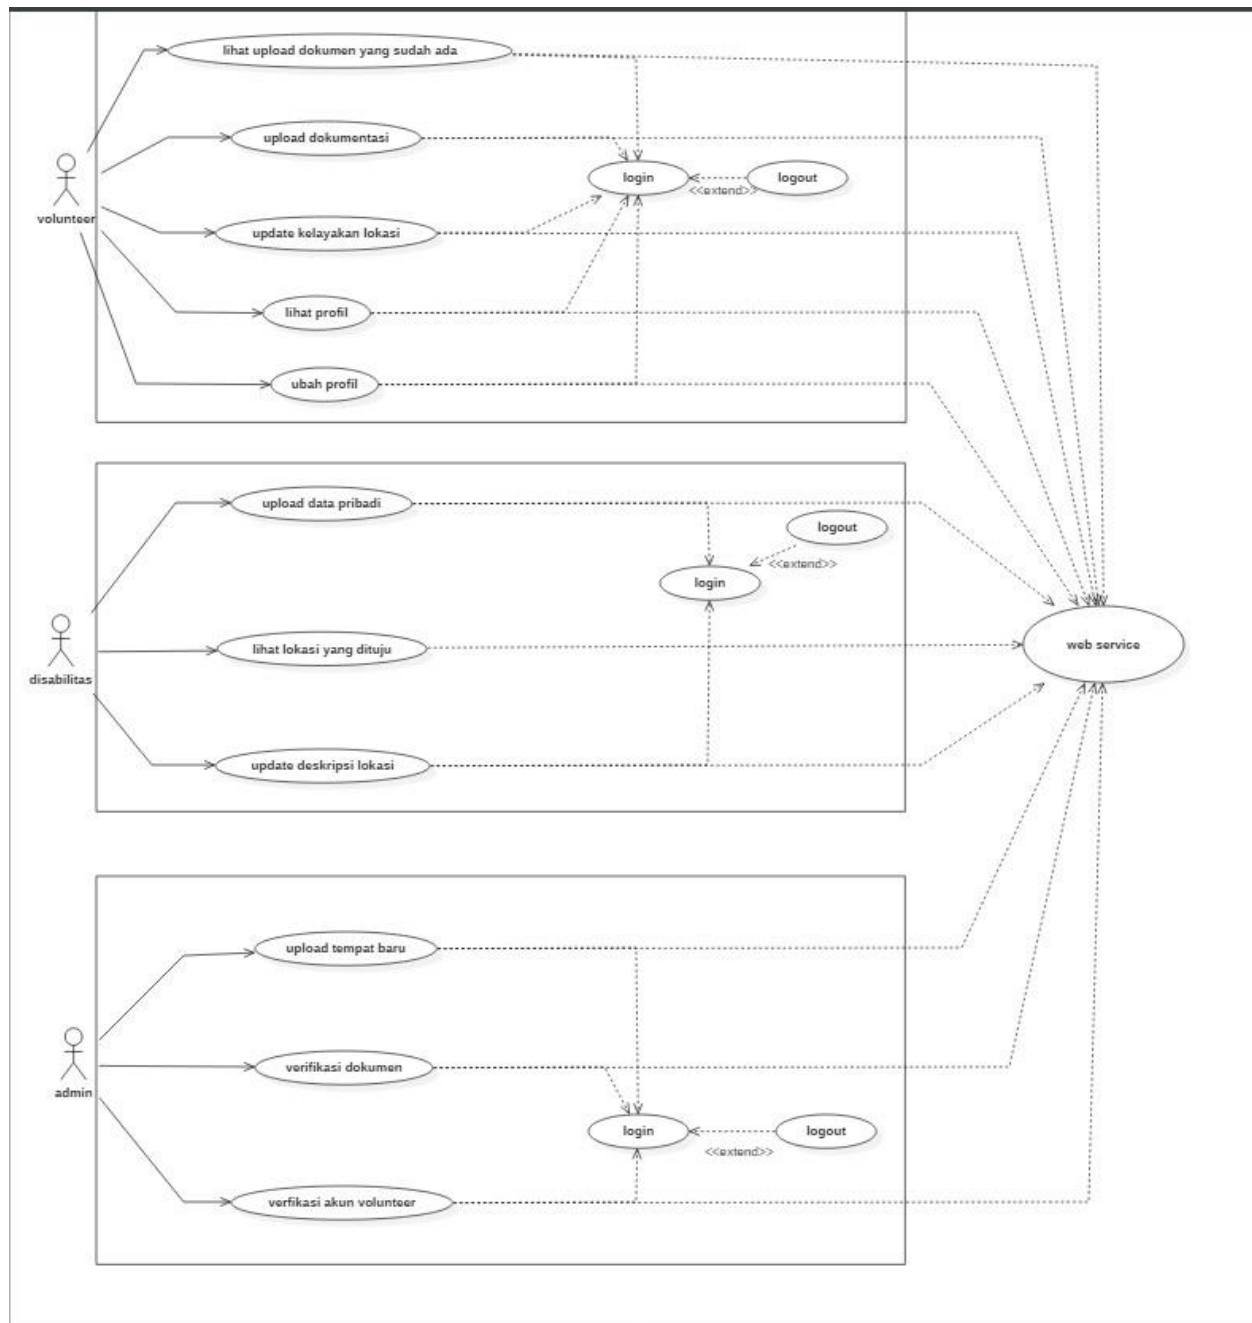 lihat upload dokumen yang sudah ada
upload dokumentasi
login
logout
<<extend>>
volunteer
update kelayakan lokasi
lihat profil
ubah profil
upload data pribadi
logout
<<extend>>
login
web service
lihat lokasi yang dituju
disabilitas
update deskripsi lokasi
upload tempat baru
verifikasi dokumen
admin
login
logout
<<extend>>
verfikasi akun volunteer